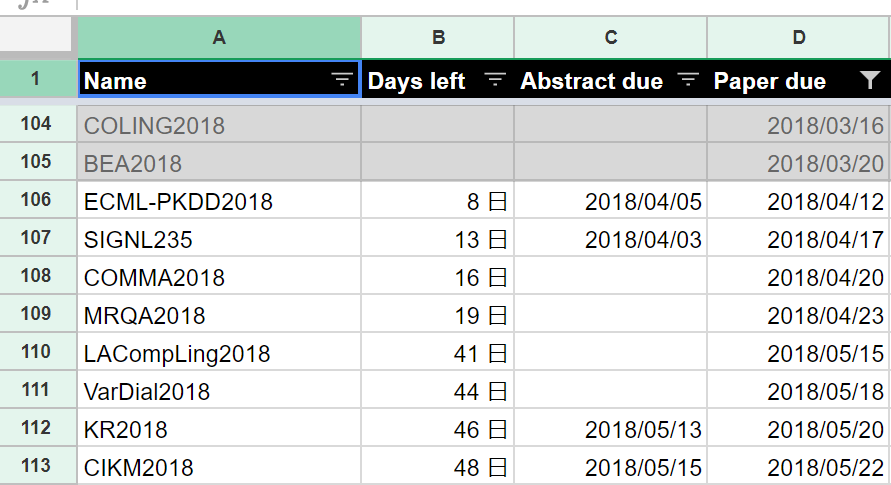 A B C D
1 Name Days left Abstract due Paper due
104 COLING2018 2018/03/16
105 BEA2018 2018/03/20
106 ECML-PKDD2018 8 日 2018/04/05 2018/04/12
107 SIGNL235 13 日 2018/04/03 2018/04/17
108 COMMA2018 16 日 2018/04/20
109 MRQA2018 19 日 2018/04/23
110 LACompLing2018 41 日 2018/05/15
111 VarDial2018 44 日 2018/05/18
112 KR2018 46 日 2018/05/13 2018/05/20
113 CIKM2018 48 日 2018/05/15 2018/05/22